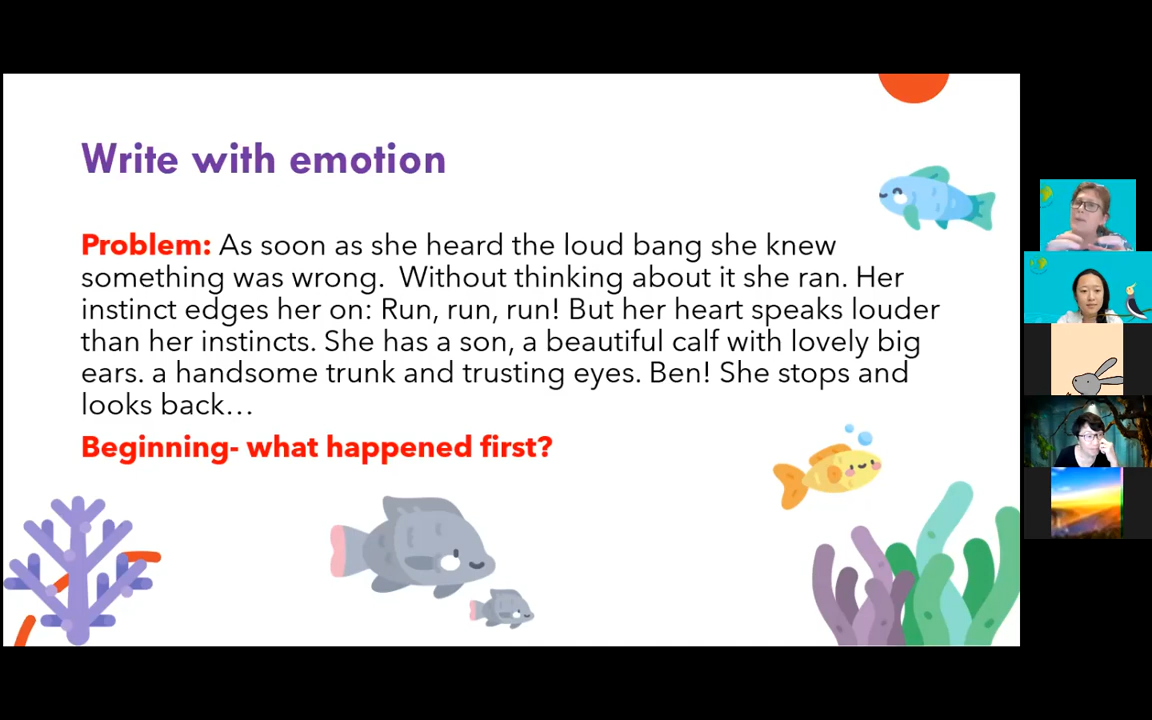 Write with emotion
Problem: As soon as she heard the loud bang she knew
something was wrong.  Without thinking about it she ran. Her
instinct edges her on: Run, run, run! But her heart speaks louder
than her instincts. She has a son, a beautiful calf with lovely big
ears. a handsome trunk and trusting eyes. Ben! She stops and
looks back…
Beginning- what happened first?